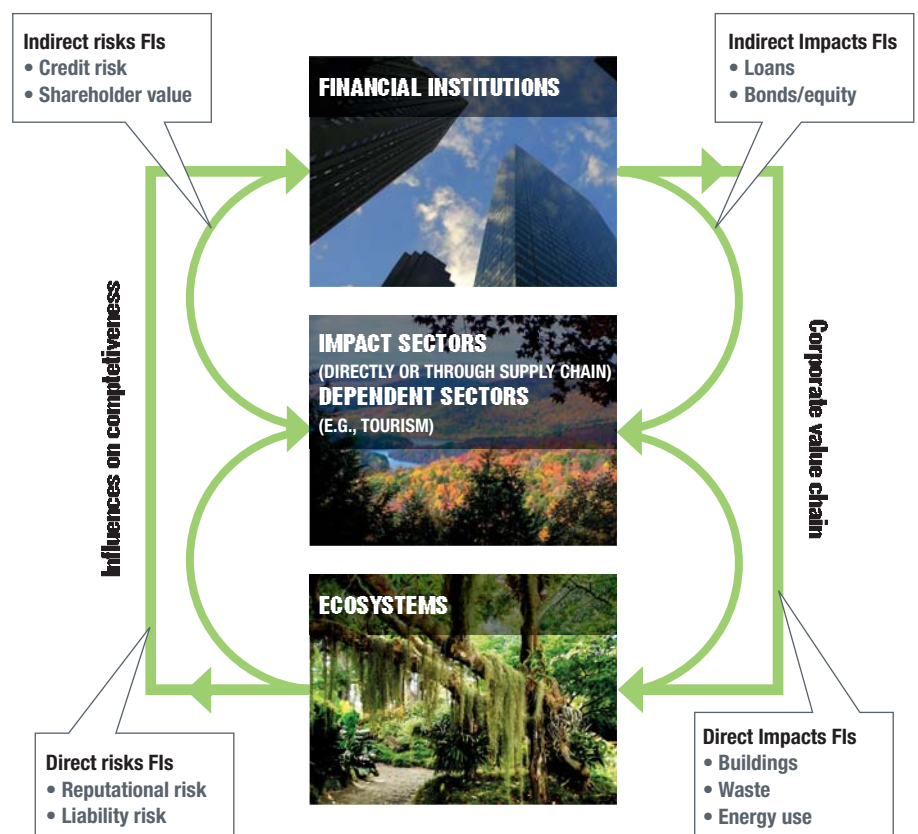 Indirect risks FIs
• Credit risk
• Shareholder value
Indirect Impacts FIs
• Loans
• Bonds/equity
FINANCIAL INSTITUTIONS
IMPACT SECTORS
(DIRECTLY OR THROUGH SUPPLY CHAIN)
DEPENDENT SECTORS
(E.G., TOURISM)
ECOSYSTEMS
Influences on completiveness
Corporate value chain
Direct risks FIs
• Reputational risk
• Liability risk
Direct Impacts FIs
• Buildings
• Waste
• Energy use